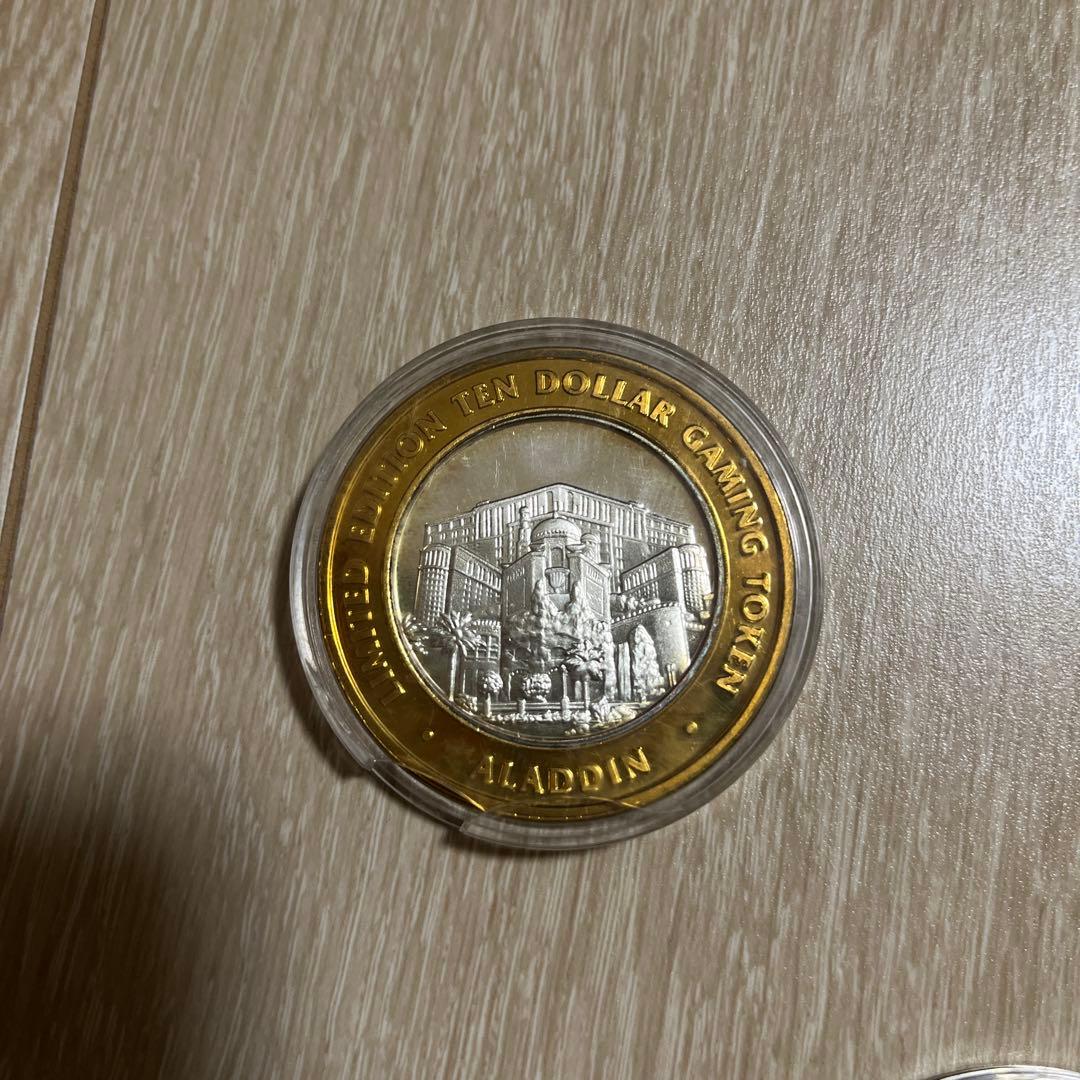 LIMITED EDITION TEN DOLLAR GAMING TOKEN
• ALADDIN •